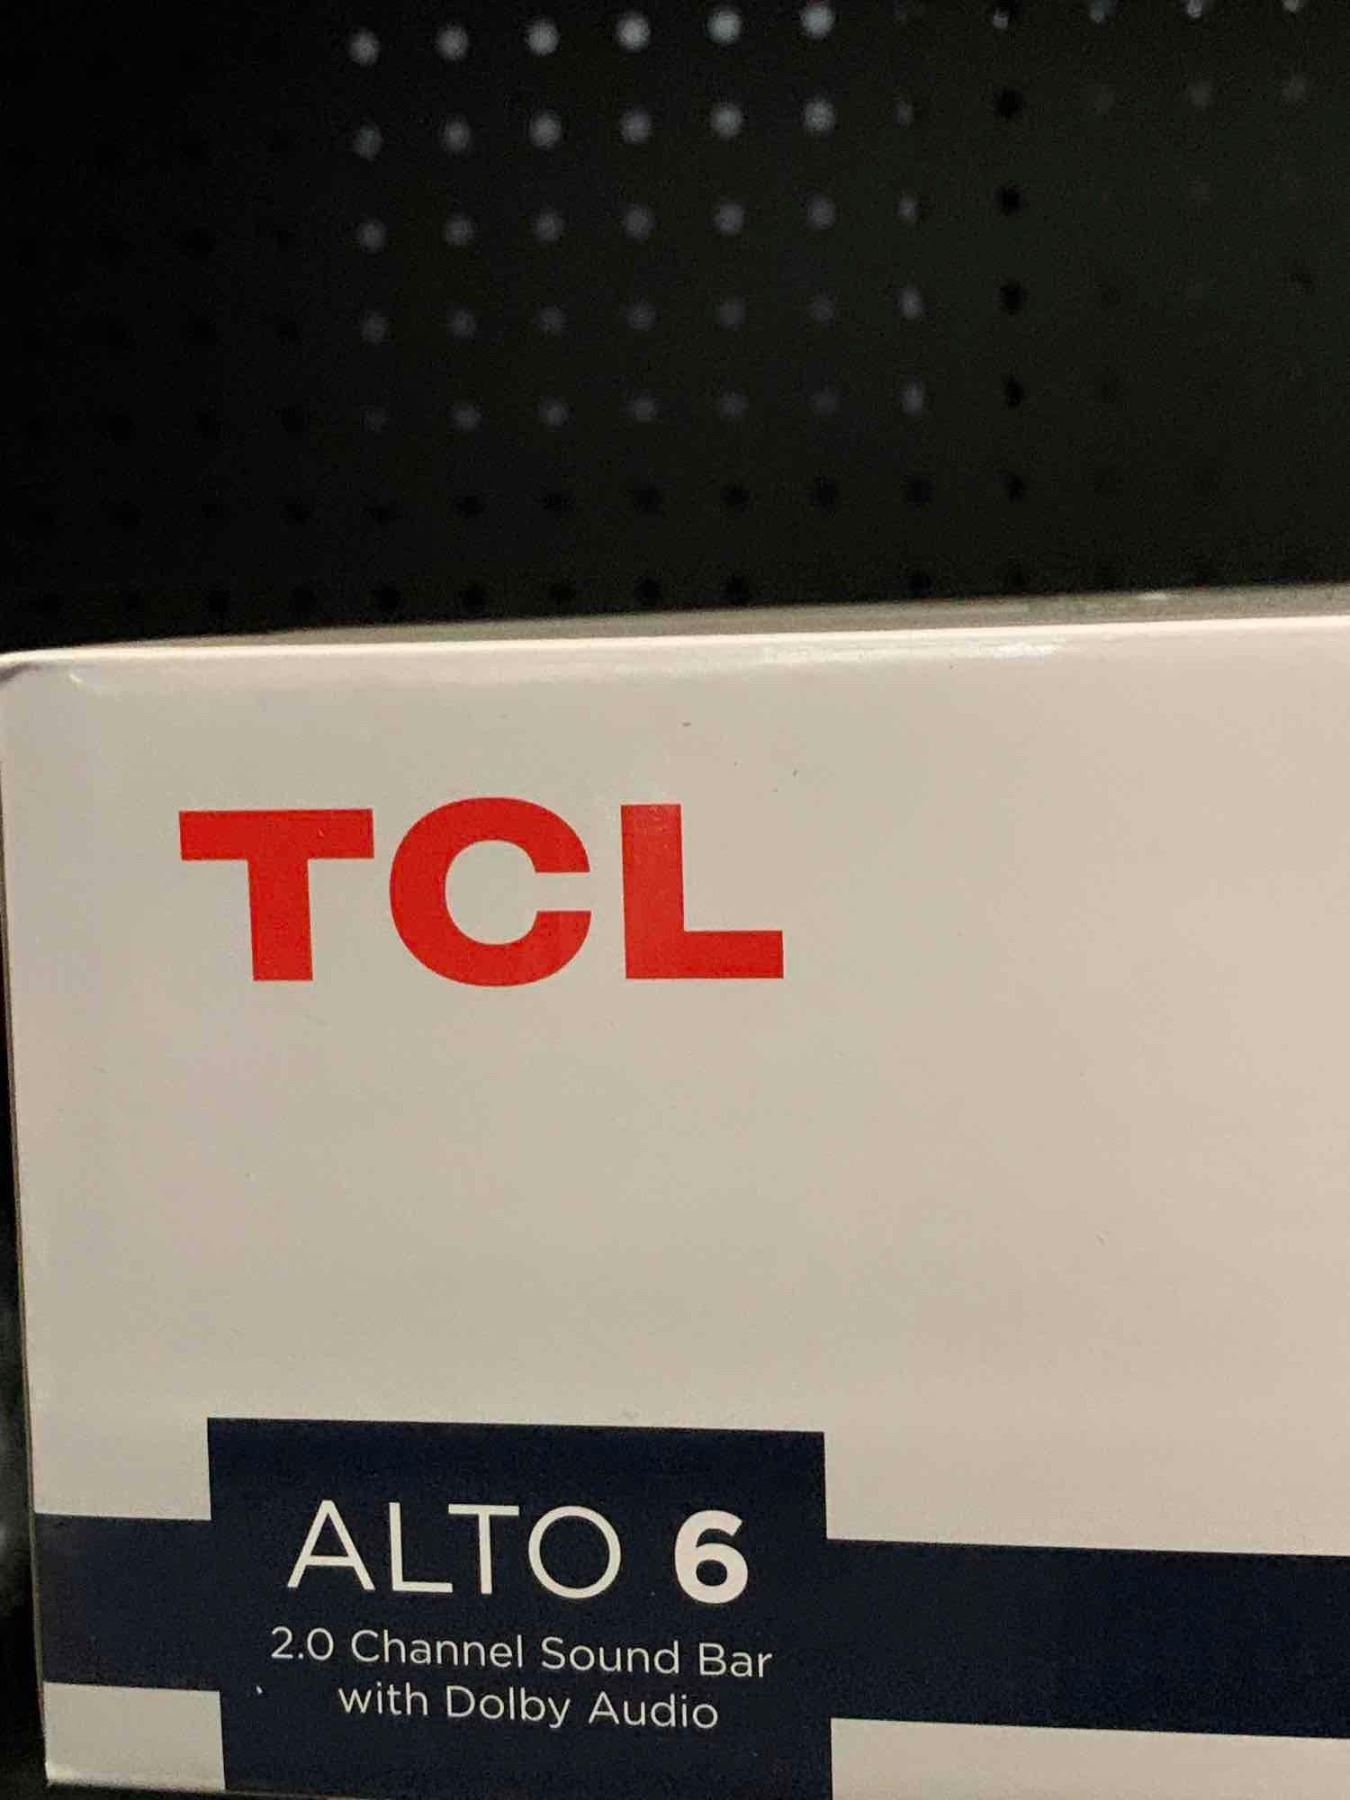 TCL
ALTO 6
2.0 Channel Sound Bar
with Dolby Audio